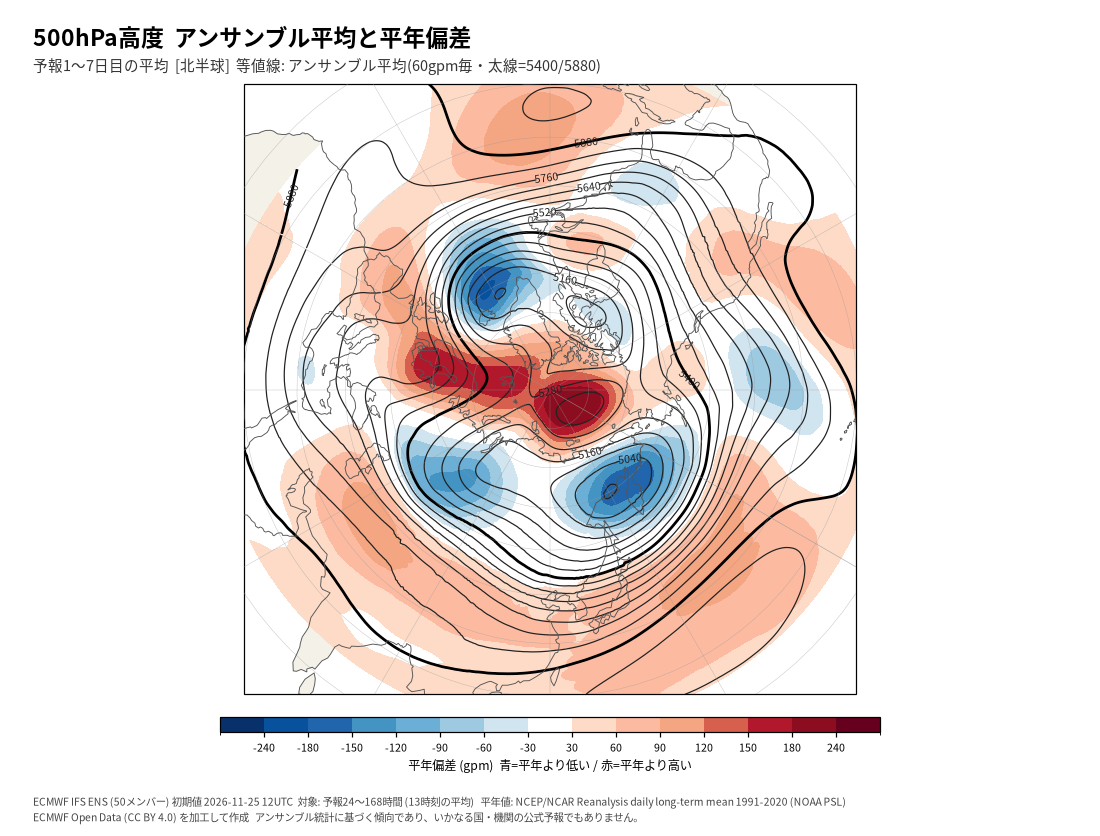 500hPa高度 アンサンブル平均と平年偏差
予報1～7日目の平均 [北半球] 等値線: アンサンブル平均(60gpm毎・太線=5400/5880)
5880
5880
5760
5640
5520
5160
5400
5280
5160
5040
-240 -180 -150 -120 -90 -60 -30 30 60 90 120 150 180 240
平年偏差 (gpm) 青=平年より低い / 赤=平年より高い
ECMWF IFS ENS (50メンバー) 初期値 2026-11-25 12UTC 対象: 予報24～168時間 (13時刻の平均) 平年値: NCEP/NCAR Reanalysis daily long-term mean 1991-2020 (NOAA PSL)
ECMWF Open Data (CC BY 4.0) を加工して作成 アンサンブル統計に基づく傾向であり、いかなる国・機関の公式予報でもありません。